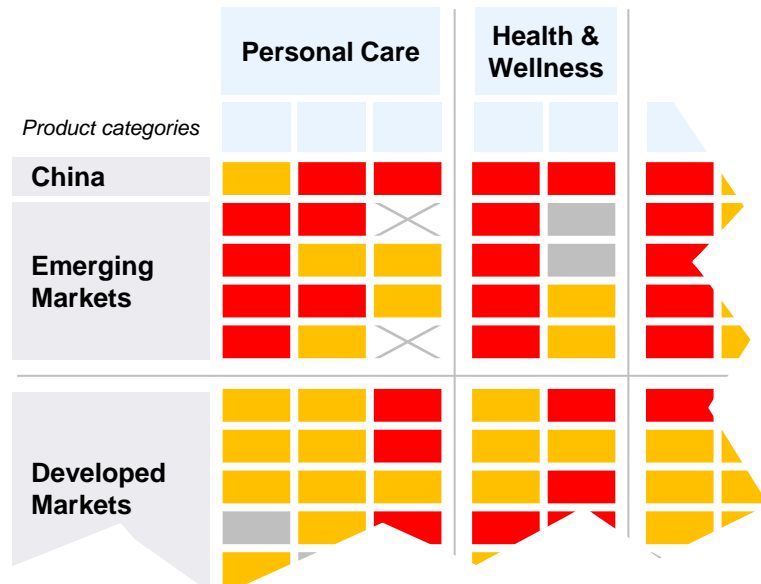 Personal Care
Health &
Wellness
Product categories
China
Emerging
Markets
Developed
Markets